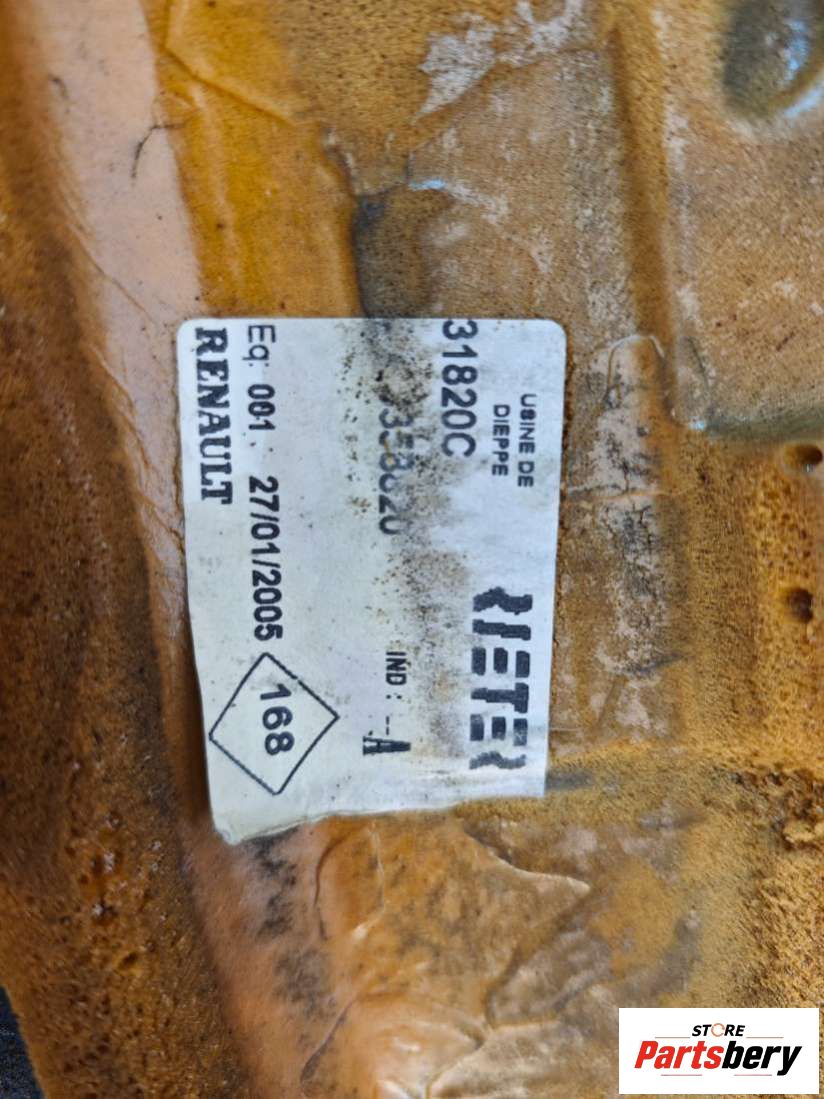 USINE DE
DIEPPE
RIETER
31820C
IND : --A
Eq: 001 . 27/01/2005
168
RENAULT
STORE
Partsbery